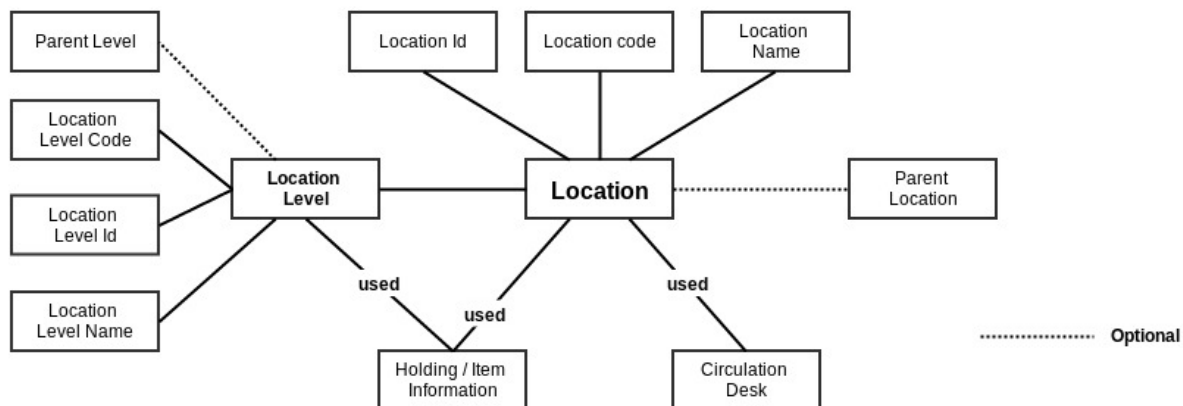 Parent Level
Location Id
Location code
Location
Name
Location
Level Code
Location
Level
Location
Parent
Location
Location
Level Id
used
used
used
Location
Level Name
Optional
Holding / Item
Information
Circulation
Desk